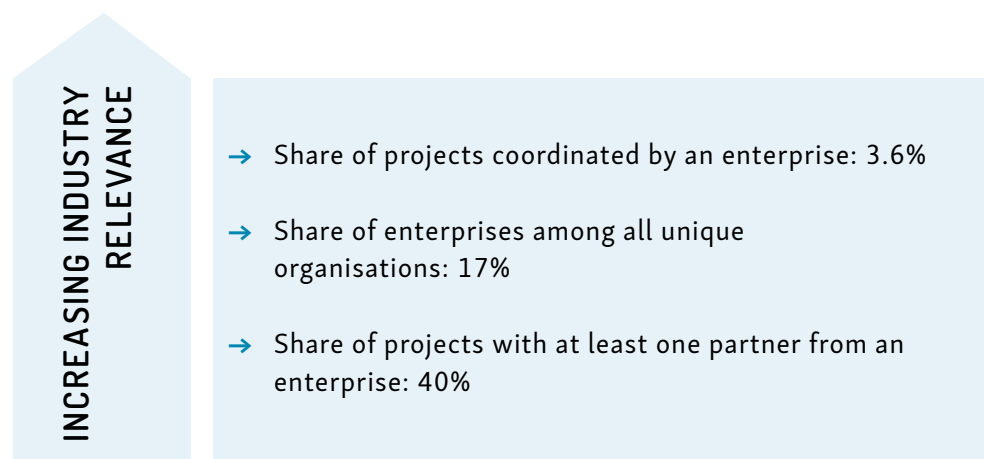 INCREASING INDUSTRY
RELEVANCE
→ Share of projects coordinated by an enterprise: 3.6%
→ Share of enterprises among all unique
organisations: 17%
→ Share of projects with at least one partner from an
enterprise: 40%